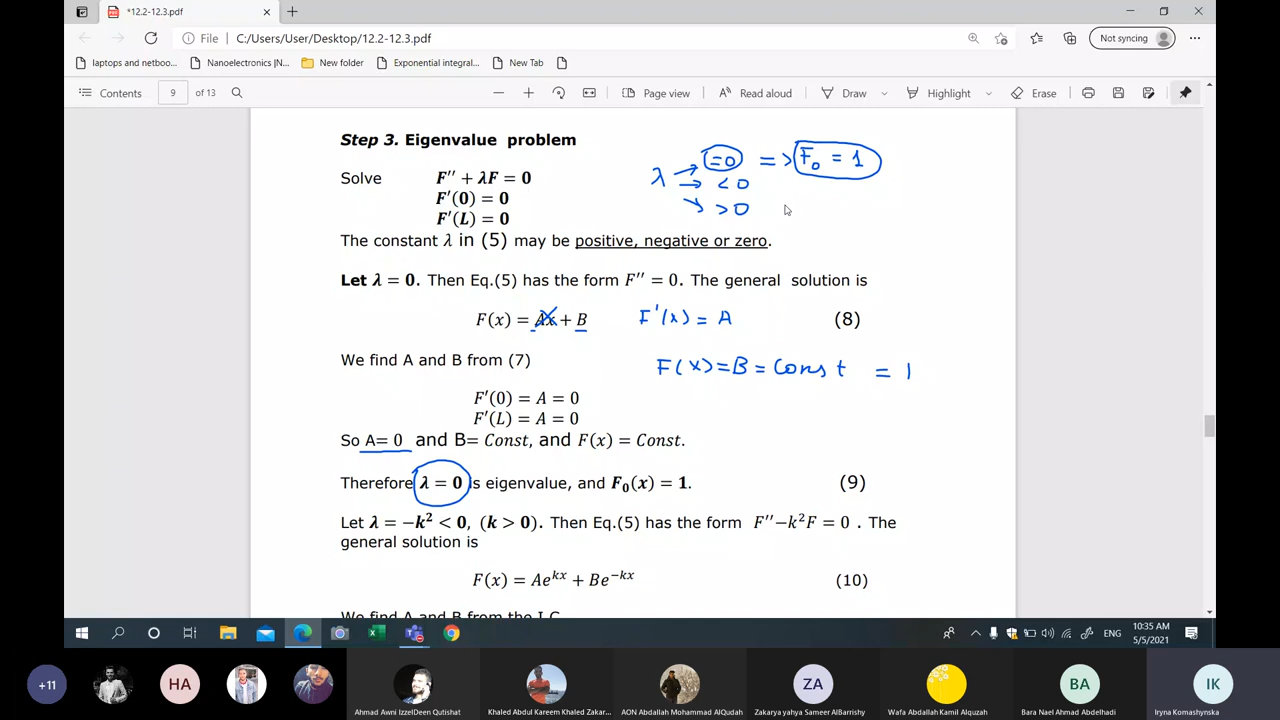 *12.2-12.3.pdf
File C:/Users/User/Desktop/12.2-12.3.pdf Not syncing
laptops and netboo... Nanoelectronics |N... New folder Exponential integral... New Tab
Contents 9 of 13 Page view Read aloud Draw Highlight Erase
Step 3. Eigenvalue problem
λ → =0 => F₀ = 1
→ < 0
↘ > 0
Solve F′′ + λF = 0
F′(0) = 0
F′(L) = 0
The constant λ in (5) may be positive, negative or zero.
Let λ = 0. Then Eq.(5) has the form F′′ = 0. The general solution is
F(x) = Ax + B F'(x) = A (8)
We find A and B from (7)
F(x) = B = Const = 1
F′(0) = A = 0
F′(L) = A = 0
So A= 0 and B= Const, and F(x) = Const.
Therefore λ = 0 is eigenvalue, and F₀(x) = 1. (9)
Let λ = −k² < 0, (k > 0). Then Eq.(5) has the form F′′−k²F = 0 . The
general solution is
F(x) = Ae^{kx} + Be^{−kx} (10)
We find A and B from the I.C.
ENG 10:35 AM
5/5/2021
+11 HA ZA BA IK
Ahmad Atom IzzelDeen Qutishat Khaled Abdul Kareem Khaled Zakar... AON Abdallah Mohammad AlQudah Zakarya yahya Sameer AlBarrishy Wafa Abdallah Kamil Alquzah Bara Nael Ahmad Abdelhadi Iryna Komashynska